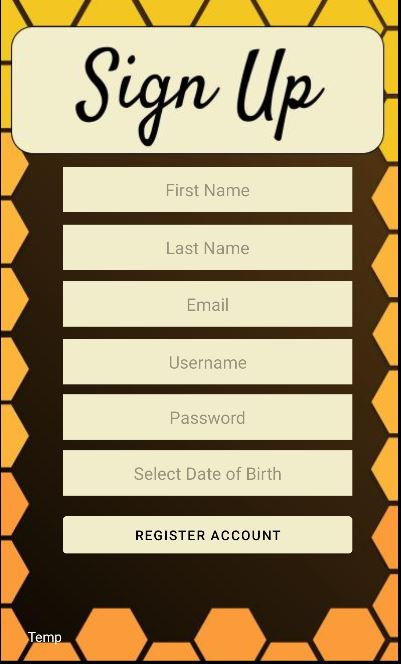 Sign Up
First Name
Last Name
Email
Username
Password
Select Date of Birth
REGISTER ACCOUNT
Temp